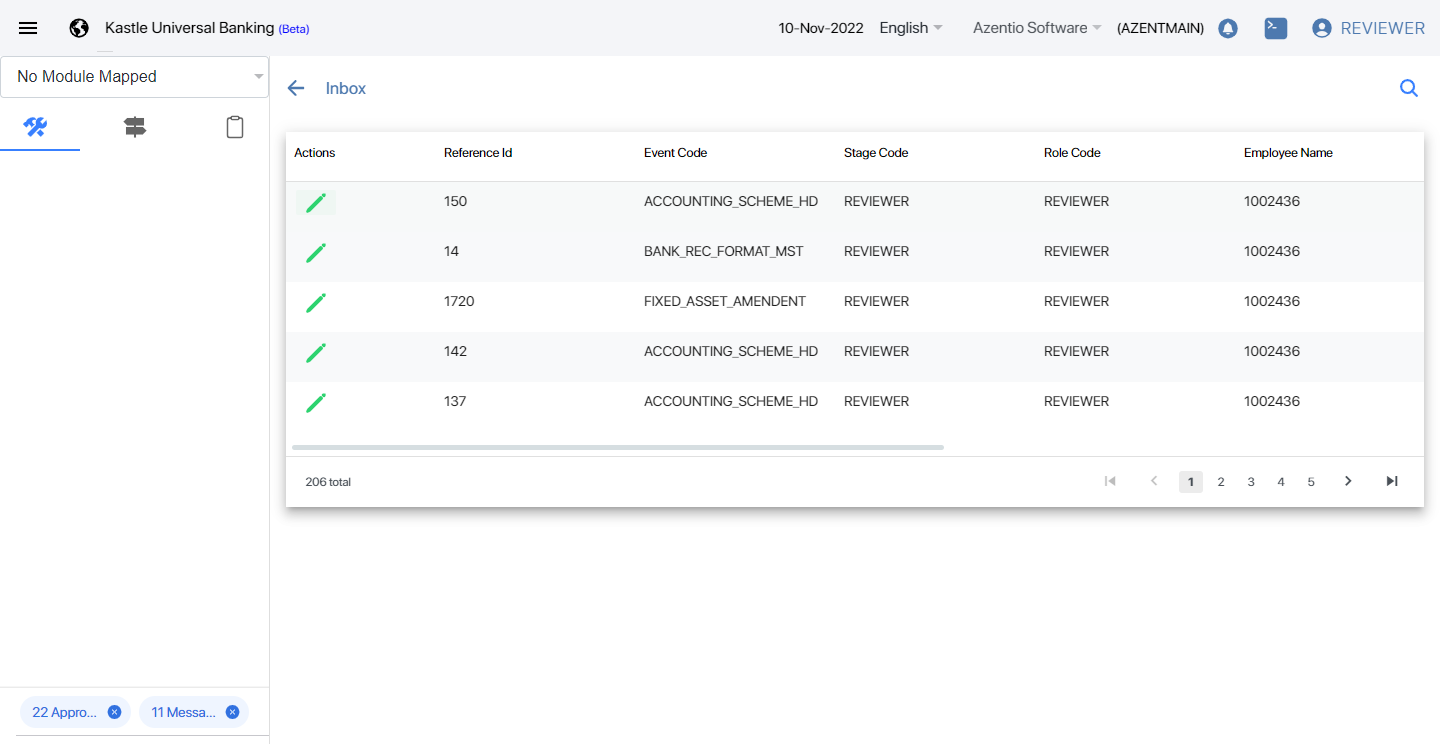 Kastle Universal Banking (Beta)
10-Nov-2022 English Azentio Software (AZENTMAIN) REVIEWER
No Module Mapped
Inbox
Actions Reference Id Event Code Stage Code Role Code Employee Name
150 ACCOUNTING_SCHEME_HD REVIEWER REVIEWER 1002436
14 BANK_REC_FORMAT_MST REVIEWER REVIEWER 1002436
1720 FIXED_ASSET_AMENDENT REVIEWER REVIEWER 1002436
142 ACCOUNTING_SCHEME_HD REVIEWER REVIEWER 1002436
137 ACCOUNTING_SCHEME_HD REVIEWER REVIEWER 1002436
206 total 1 2 3 4 5
22 Appro... 11 Messa...